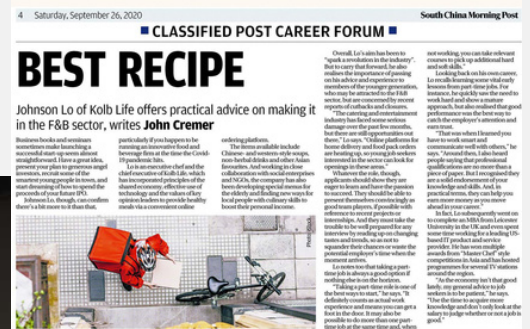 4 Saturday, September 26, 2020
South China Morning Post
CLASSIFIED POST CAREER FORUM
BEST RECIPE
Johnson Lo of Kolb Life offers practical advice on making it
in the F&B sector, writes John Cremer
Business books and seminars
sometimes make launching a
successful start-up seem almost
straightforward. Have a great idea,
present your plan to generous angel
investors, recruit some of the
smartest young people in town, and
start dreaming of how to spend the
proceeds of your future IPO.
Johnson Lo, though, can confirm
there's a bit more to it than that,
particularly if you happen to be
running an innovative food and
beverage firm at the time the Covid-
19 pandemic hits.
Lo is an executive chef and the
chief executive of Kolb Life, which
has incorporated principles of the
shared economy, effective use of
technology and the values of key
opinion leaders to provide healthy
meals via a convenient online
ordering platform.
The items available include
Chinese- and western-style soups,
non-herbal drinks and other Asian
favourites. And working in close
collaboration with social enterprises
and NGOs, the company has also
been developing special menus for
the elderly and finding new ways for
local people with culinary skills to
boost their personal income.
Overall, Lo's aim has been to
"spark a revolution in the industry".
But to carry that forward, he also
realises the importance of passing
on his advice and experience to
members of the younger generation,
who may be attracted to the F&B
sector, but are concerned by recent
reports of cutbacks and closures.
"The catering and entertainment
industry has faced some serious
damage over the past few months,
but there are still opportunities out
there," Lo says. "Online platforms for
home delivery and food pack orders
are heating up, so young job seekers
interested in the sector can look for
openings in these areas."
Whatever the role, though,
applicants should show they are
eager to learn and have the passion
to succeed. They should be able to
present themselves convincingly as
good team players, if possible with
reference to recent projects or
internships. And they must take the
trouble to be well prepared for any
interview by reading up on changing
tastes and trends, so as not to
squander their chances or waste the
potential employer's time when the
moment arrives.
Lo notes too that taking a part-
time job is always a good option if
nothing else is on the horizon.
"Taking a part-time role is one of
the best ways to start," he says. "It
definitely counts as actual work
experience and means you can get a
foot in the door. It may also be
possible to do more than one part-
time job at the same time and, when
not working, you can take relevant
courses to pick up additional hard
and soft skills."
Looking back on his own career,
Lo recalls learning some vital early
lessons from part-time jobs. For
instance, he quickly saw the need to
work hard and show a mature
approach, but also realised that good
performance was the best way to
catch the employer's attention and
earn trust.
"That was when I learned you
have to work smart and
communicate well with others," he
says. "Around then, I also heard
people saying that professional
qualifications are no more than a
piece of paper. But I recognised they
are a solid endorsement of your
knowledge and skills. And, in
practical terms, they can help you
earn more money as you move
ahead in your career."
In fact, Lo subsequently went on
to complete an MBA from Leicester
University in the UK and even spent
some time working for a leading US-
based IT product and service
provider. He has won multiple
awards from "Master Chef" style
competitions in Asia and has hosted
programmes for several TV stations
around the region.
"As the economy isn't that good
lately, my general advice to job
seekers is to be patient," he says.
"Use the time to acquire more
knowledge and don't only look at the
salary to judge whether or not a job is
good."